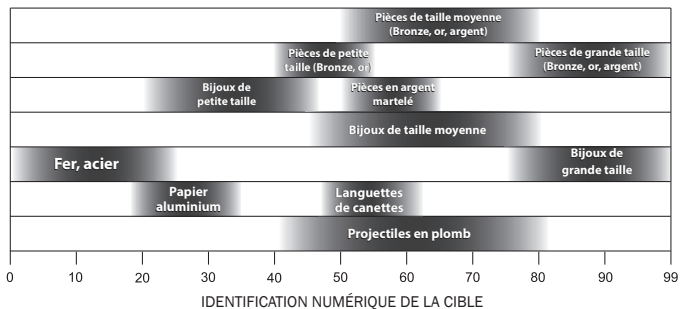 Pièces de taille moyenne
(Bronze, or, argent)
Pièces de petite
taille (Bronze, or)
Pièces de grande taille
(Bronze, or, argent)
Bijoux de
petite taille
Pièces en argent
martelé
Bijoux de taille moyenne
Fer, acier
Bijoux de
grande taille
Papier
aluminium
Languettes
de canettes
Projectiles en plomb
0 10 20 30 40 50 60 70 80 90 99
IDENTIFICATION NUMÉRIQUE DE LA CIBLE